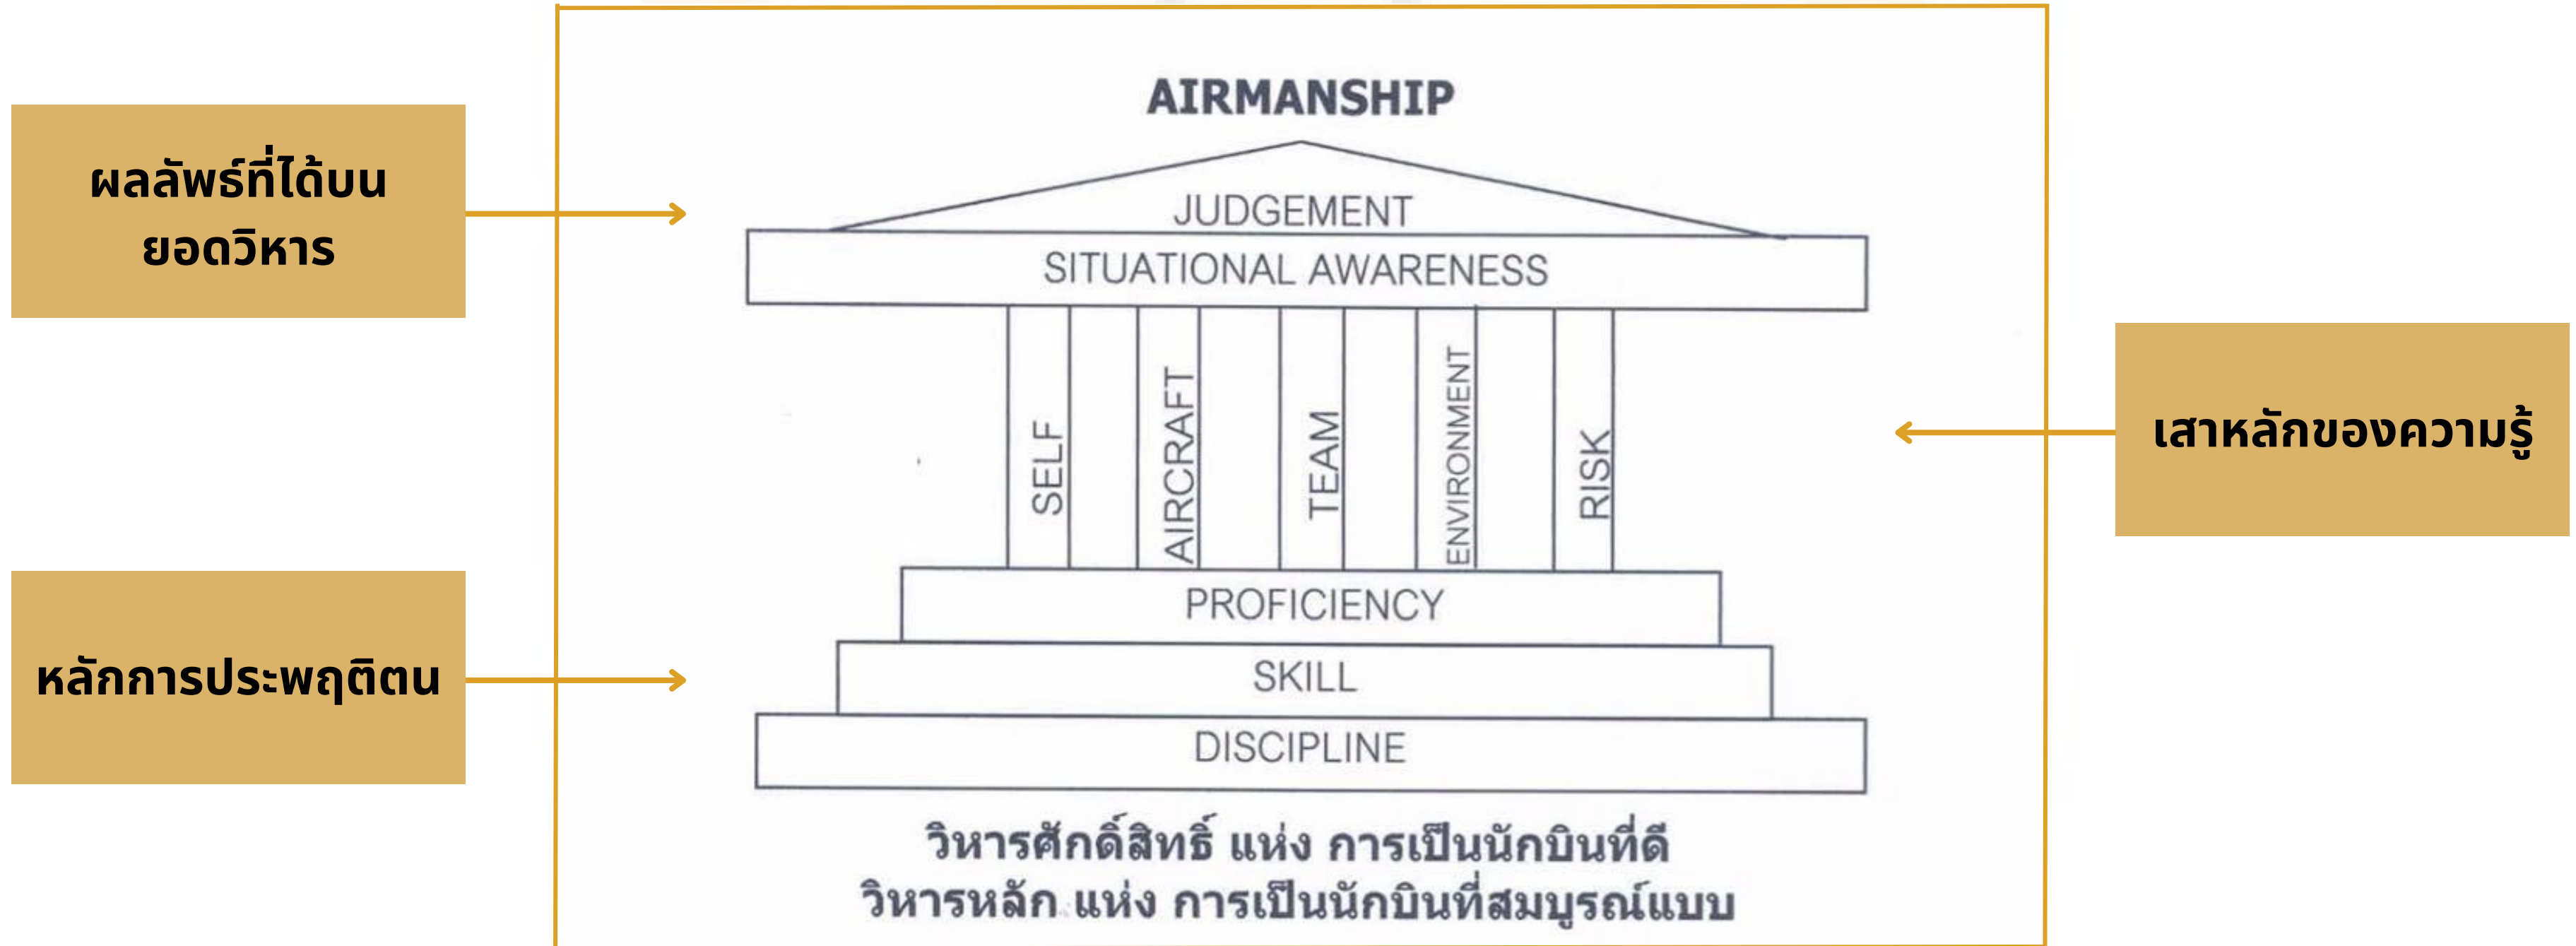 AIRMANSHIP
ผลลัพธ์ที่ได้บน
ยอดวิหาร
JUDGEMENT
SITUATIONAL AWARENESS
SELF
AIRCRAFT
TEAM
ENVIRONMENT
RISK
เสาหลักของความรู้
PROFICIENCY
หลักการประพฤติตน
SKILL
DISCIPLINE
วิหารศักดิ์สิทธิ์ แห่ง การเป็นนักบินที่ดี
วิหารหลัก แห่ง การเป็นนักบินที่สมบูรณ์แบบ